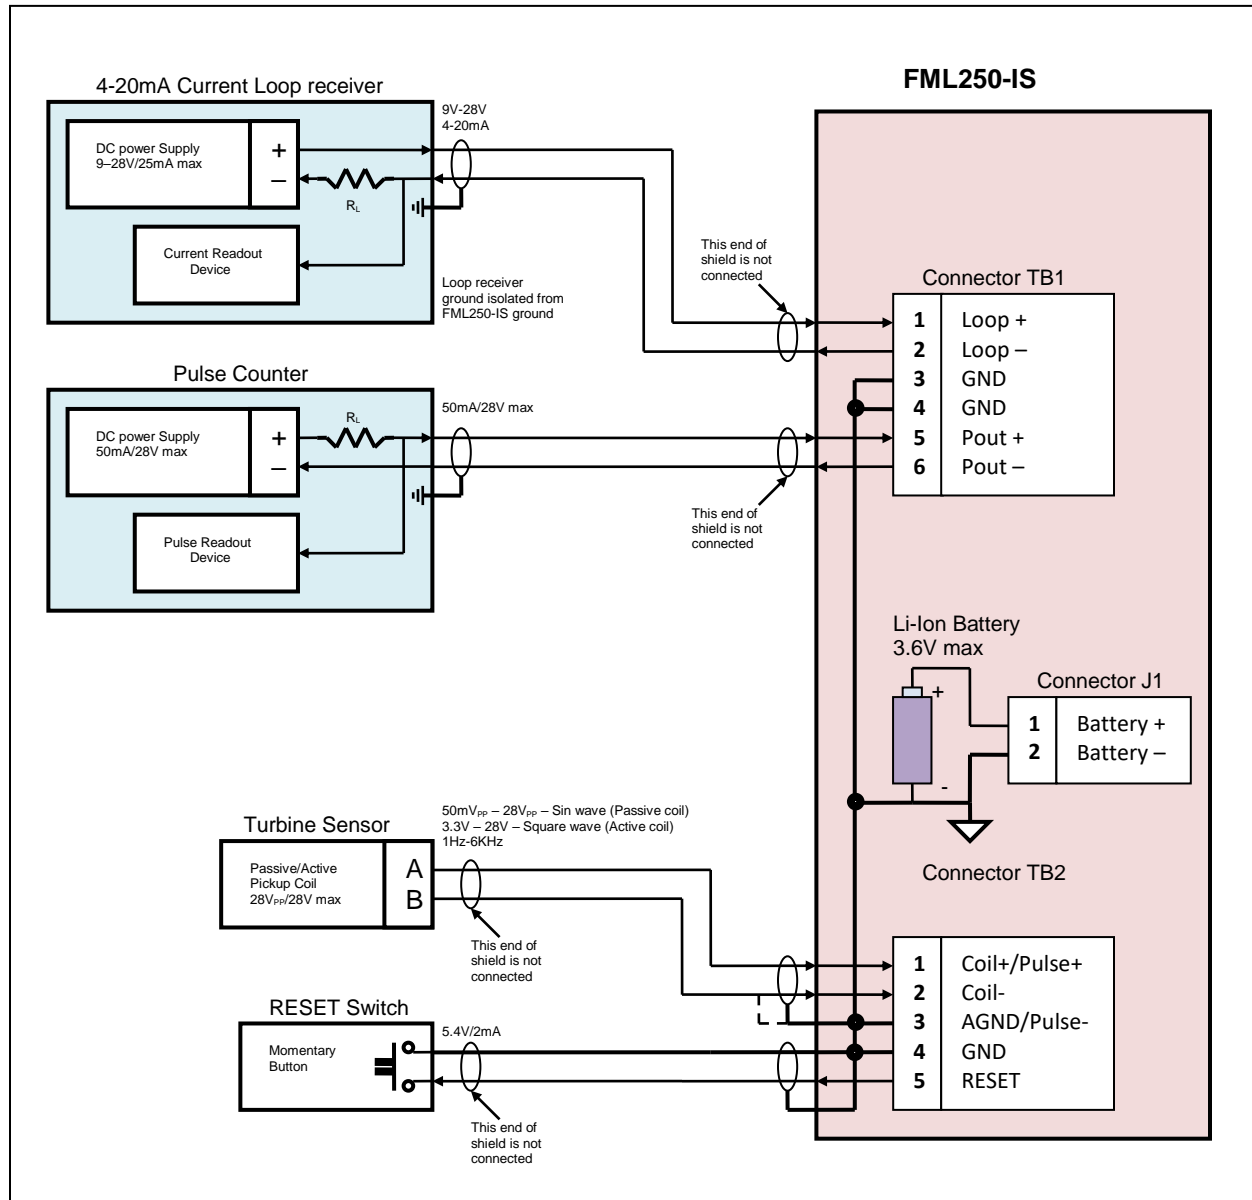 FML250-IS
4-20mA Current Loop receiver
9V-28V
4-20mA
DC power Supply
9–28V/25mA max
+
–
RL
Current Readout
Device
Loop receiver
ground isolated from
FML250-IS ground
This end of
shield is not
connected
Connector TB1
1 Loop +
2 Loop –
3 GND
4 GND
5 Pout +
6 Pout –
Pulse Counter
50mA/28V max
DC power Supply
50mA/28V max
+
–
RL
Pulse Readout
Device
This end of
shield is not
connected
Li-Ion Battery
3.6V max
+
-
Connector J1
1 Battery +
2 Battery –
Turbine Sensor
50mVPP – 28VPP – Sin wave (Passive coil)
3.3V – 28V – Square wave (Active coil)
1Hz-6KHz
Passive/Active
Pickup Coil
28VPP/28V max
A
B
This end of
shield is not
connected
Connector TB2
1 Coil+/Pulse+
2 Coil-
3 AGND/Pulse-
4 GND
5 RESET
RESET Switch
5.4V/2mA
Momentary
Button
This end of
shield is not
connected